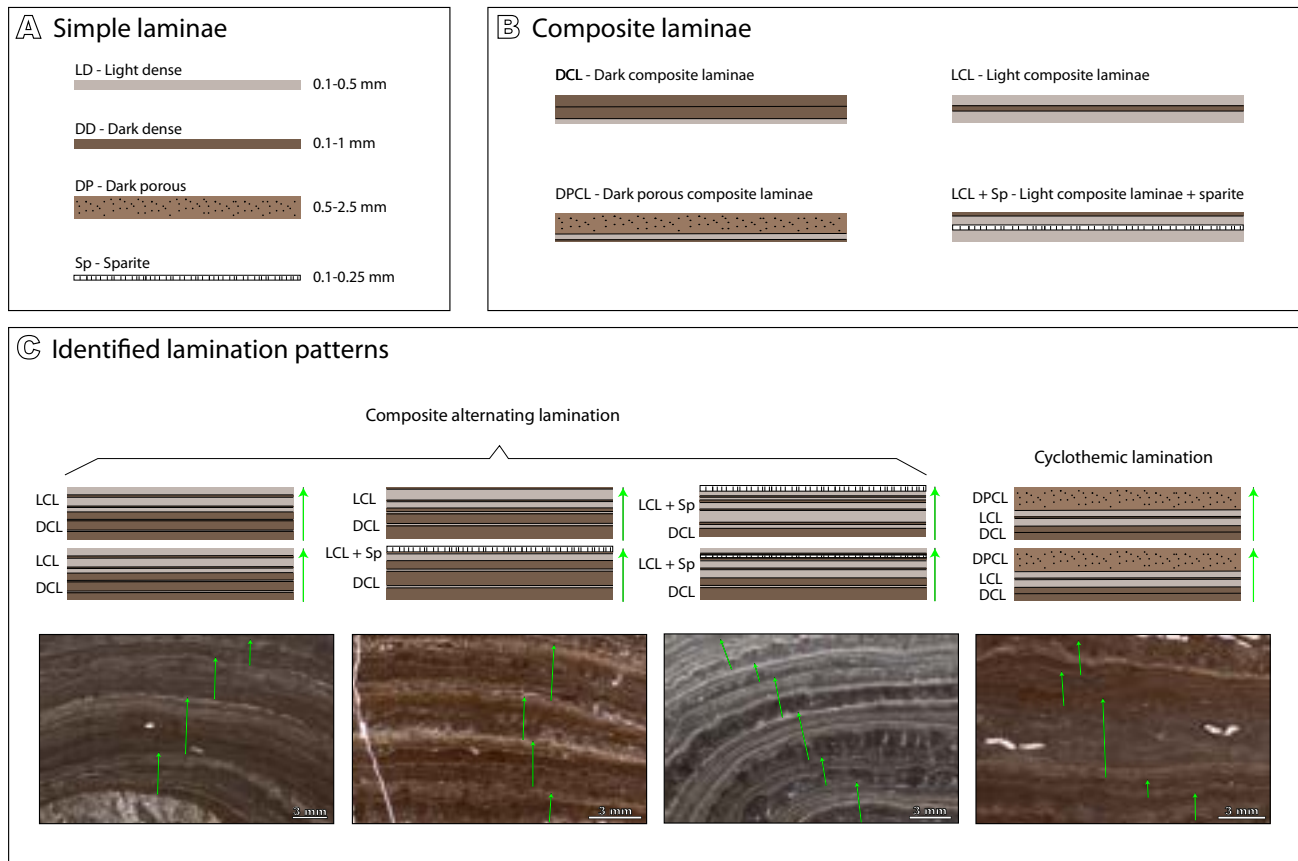 A Simple laminae
LD - Light dense
0.1-0.5 mm
DD - Dark dense
0.1-1 mm
DP - Dark porous
0.5-2.5 mm
Sp - Sparite
0.1-0.25 mm
B Composite laminae
DCL - Dark composite laminae
LCL - Light composite laminae
DPCL - Dark porous composite laminae
LCL + Sp - Light composite laminae + sparite
C Identified lamination patterns
Composite alternating lamination
Cyclothemic lamination
LCL
DCL
LCL
DCL
LCL
DCL
LCL + Sp
DCL
LCL + Sp
DCL
LCL + Sp
DCL
DPCL
LCL
DCL
DPCL
LCL
DCL
3 mm
3 mm
3 mm
3 mm